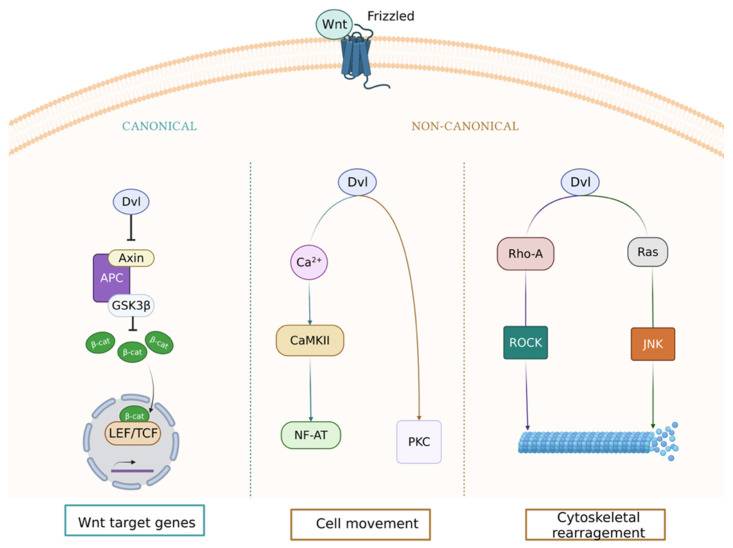 Wnt
Frizzled
CANONICAL
NON-CANONICAL
Dvl
Axin
APC
GSK3β
β-cat
β-cat
β-cat
β-cat
LEF/TCF
Wnt target genes
Dvl
Ca²⁺
CaMKII
NF-AT
PKC
Cell movement
Dvl
Rho-A
Ras
ROCK
JNK
Cytoskeletal
rearragement